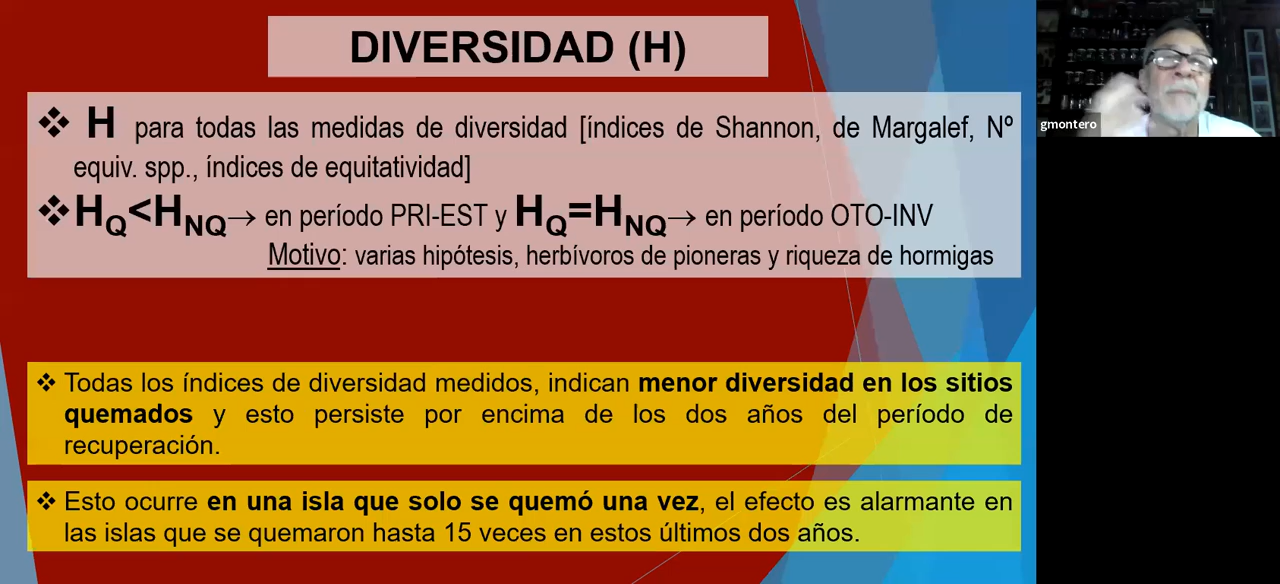 DIVERSIDAD (H)
❖ H para todas las medidas de diversidad [índices de Shannon, de Margalef, Nº
equiv. spp., índices de equitatividad]
❖ HQ<HNQ→ en período PRI-EST y HQ=HNQ→ en período OTO-INV
Motivo: varias hipótesis, herbívoros de pioneras y riqueza de hormigas
❖ Todas los índices de diversidad medidos, indican menor diversidad en los sitios
quemados y esto persiste por encima de los dos años del período de
recuperación.
❖ Esto ocurre en una isla que solo se quemó una vez, el efecto es alarmante en
las islas que se quemaron hasta 15 veces en estos últimos dos años.
gmontero